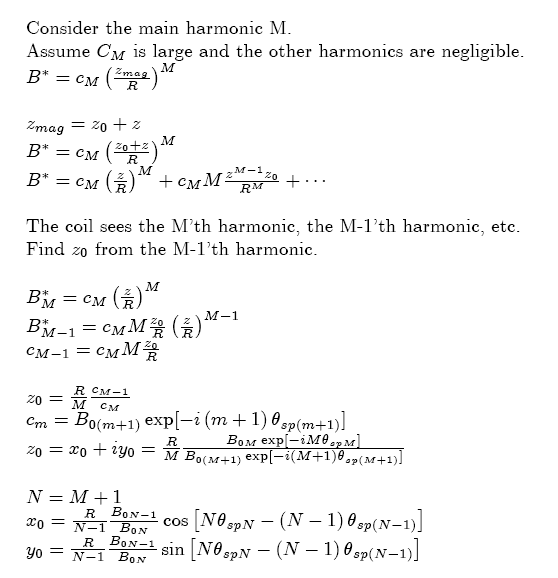 Consider the main harmonic M.
Assume $C_M$ is large and the other harmonics are negligible.
$B^* = c_M \left(\frac{z_{mag}}{R}\right)^M$
$z_{mag} = z_0 + z$
$B^* = c_M \left(\frac{z_0+z}{R}\right)^M$
$B^* = c_M \left(\frac{z}{R}\right)^M + c_M M \frac{z^{M-1} z_0}{R^M} + \cdots$
The coil sees the M'th harmonic, the M-1'th harmonic, etc.
Find $z_0$ from the M-1'th harmonic.
$B_M^* = c_M \left(\frac{z}{R}\right)^M$
$B_{M-1}^* = c_M M \frac{z_0}{R} \left(\frac{z}{R}\right)^{M-1}$
$c_{M-1} = c_M M \frac{z_0}{R}$
$z_0 = \frac{R}{M} \frac{c_{M-1}}{c_M}$
$c_m = B_{0(m+1)} \exp[-i\,(m+1)\,\theta_{sp(m+1)}]$
$z_0 = x_0 + iy_0 = \frac{R}{M} \frac{B_{0M} \exp[-iM\theta_{spM}]}{B_{0(M+1)} \exp[-i(M+1)\theta_{sp(M+1)}]}$
$N = M + 1$
$x_0 = \frac{R}{N-1} \frac{B_{0N-1}}{B_{0N}} \cos\left[N\theta_{spN} - (N-1)\,\theta_{sp(N-1)}\right]$
$y_0 = \frac{R}{N-1} \frac{B_{0N-1}}{B_{0N}} \sin\left[N\theta_{spN} - (N-1)\,\theta_{sp(N-1)}\right]$